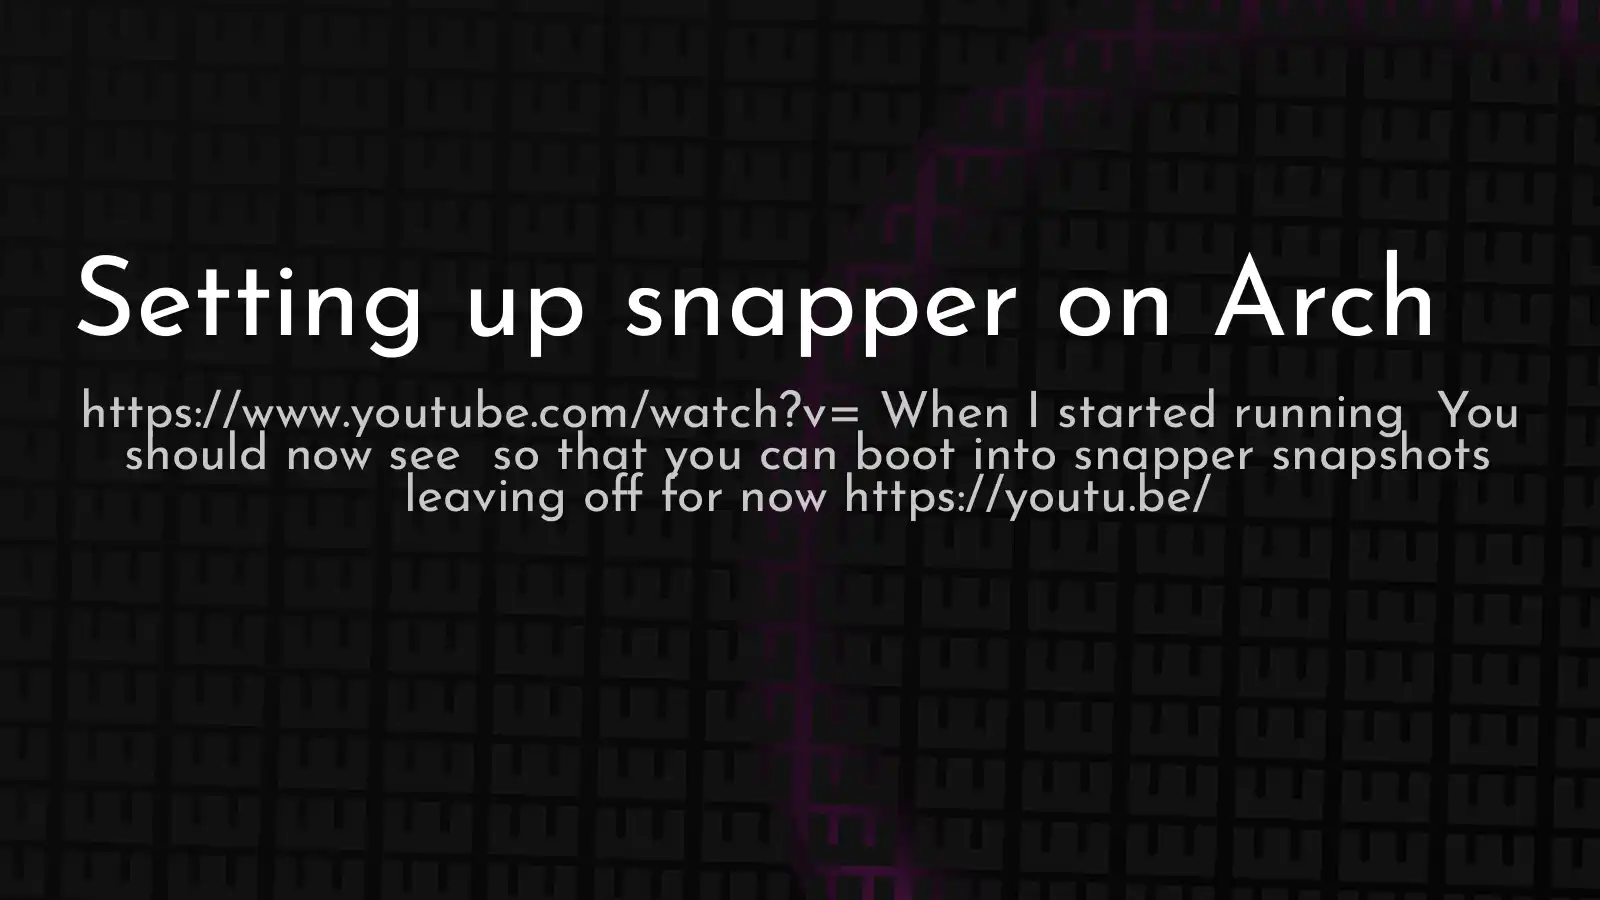 Setting up snapper on Arch
https://www.youtube.com/watch?v= When I started running  You
should now see  so that you can boot into snapper snapshots
leaving off for now https://youtu.be/